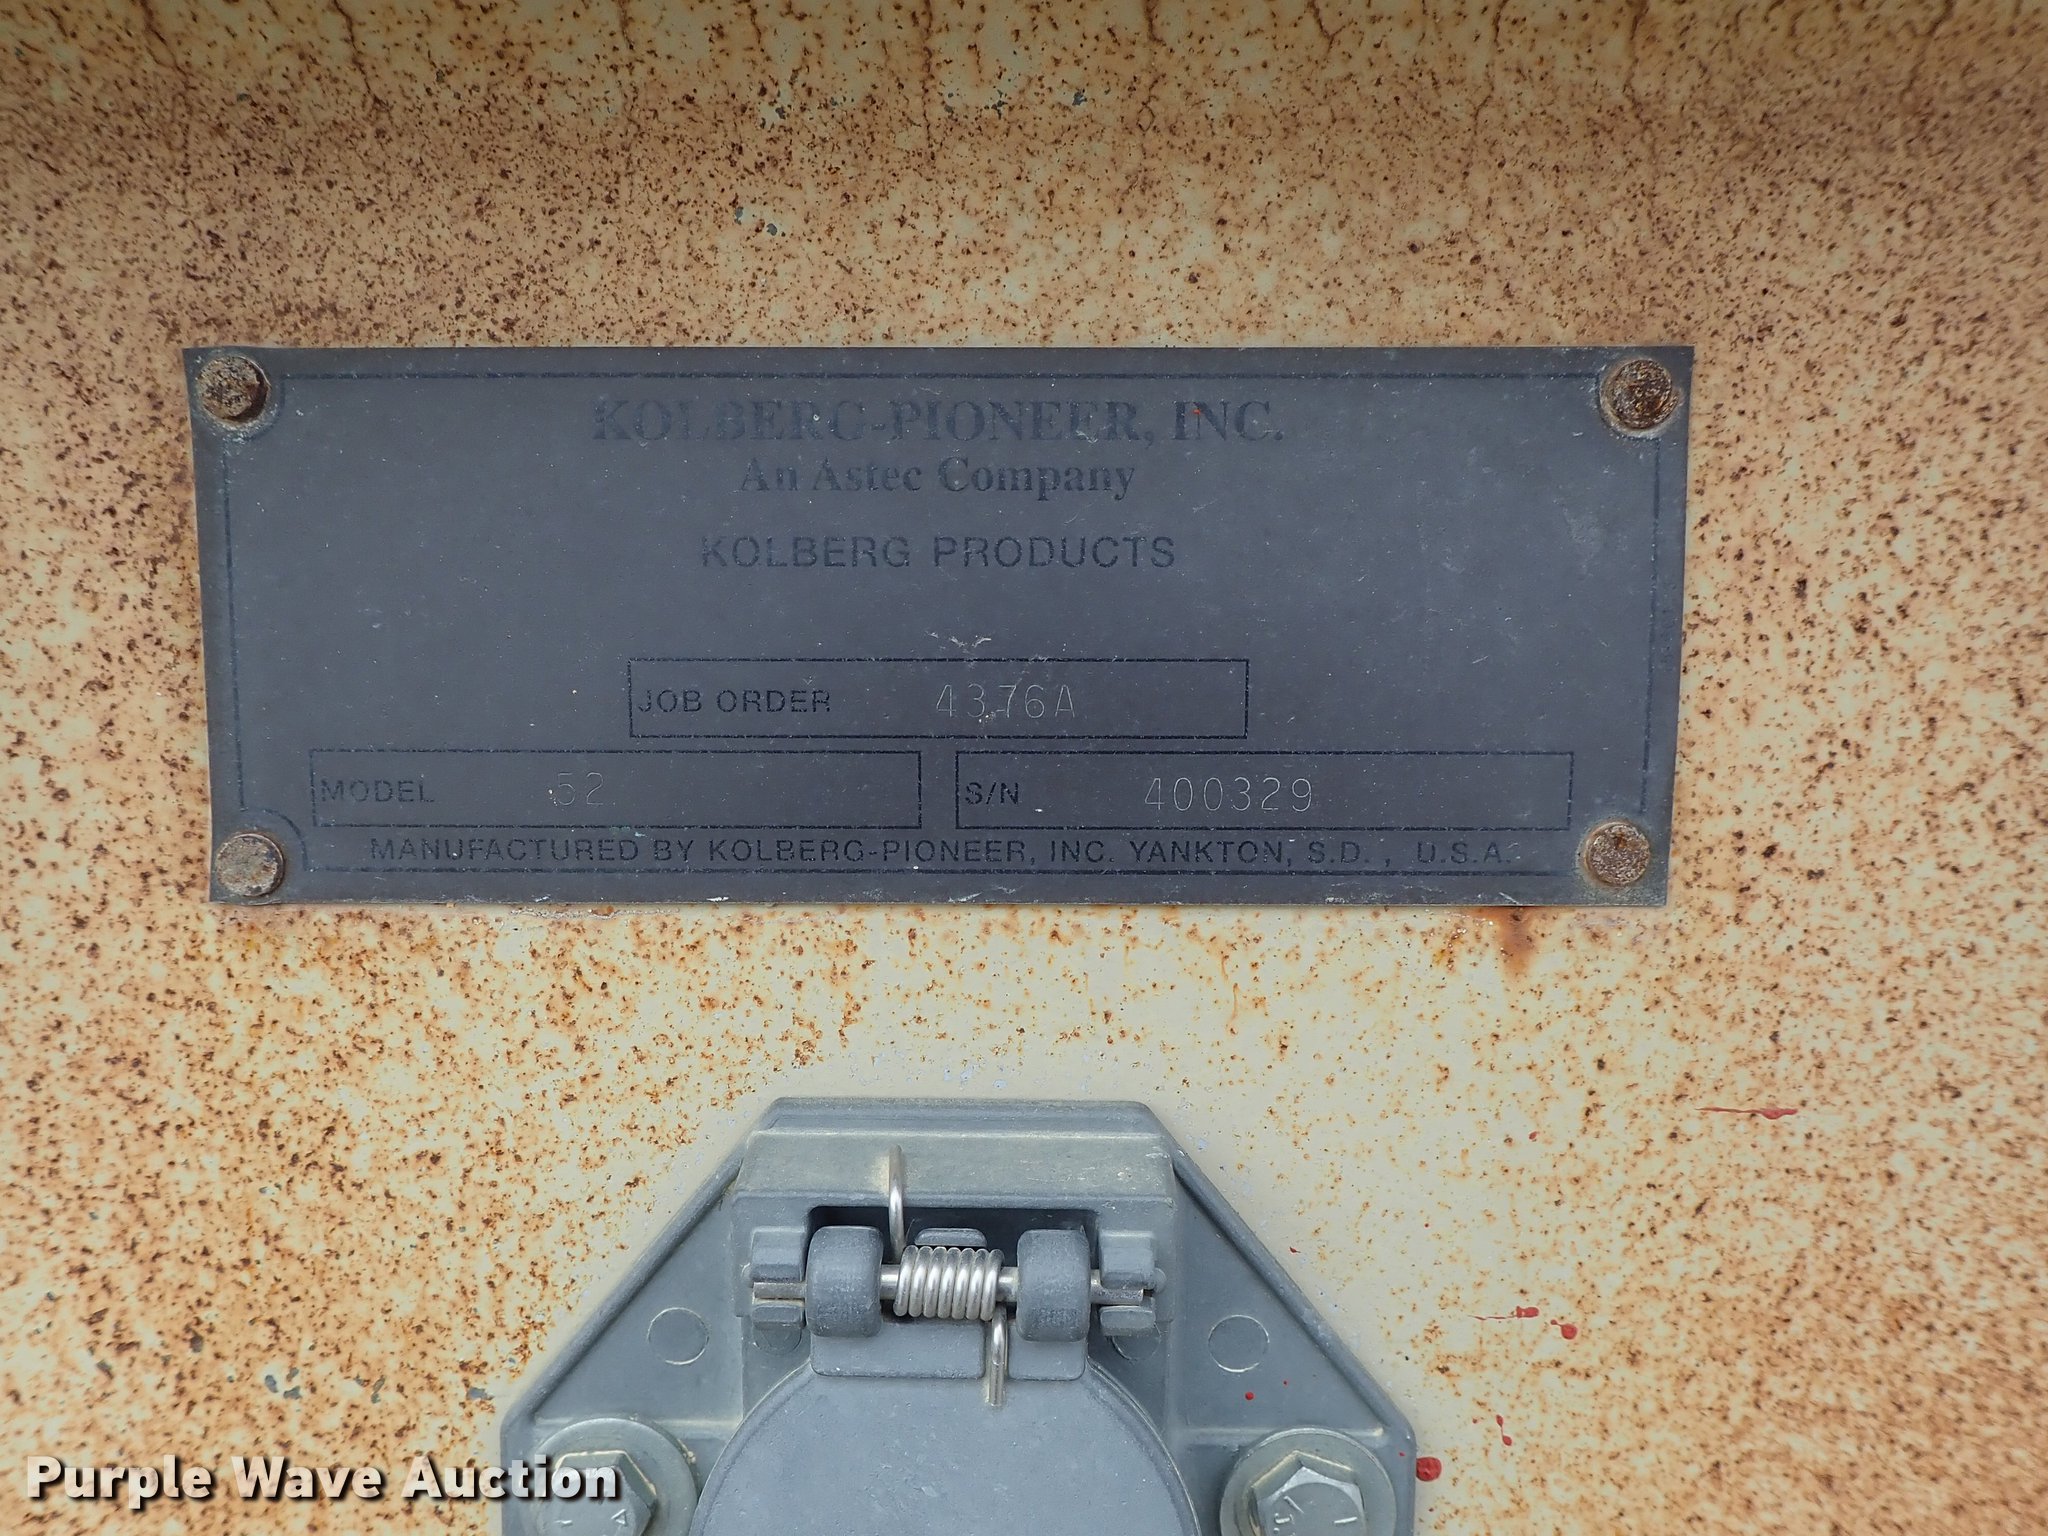 KOLBERG-PIONEER, INC.
An Astec Company
KOLBERG PRODUCTS
JOB ORDER 4376A
MODEL 52
S/N 400329
MANUFACTURED BY KOLBERG-PIONEER, INC. YANKTON, S.D., U.S.A.
Purple Wave Auction